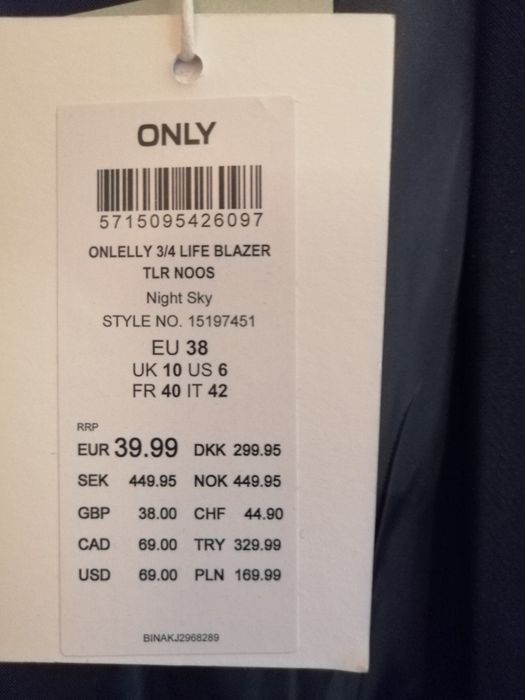 ONLY
5715095426097
ONLELLY 3/4 LIFE BLAZER
TLR NOOS
Night Sky
STYLE NO. 15197451
EU 38
UK 10 US 6
FR 40 IT 42
RRP
EUR 39.99 DKK 299.95
SEK 449.95 NOK 449.95
GBP 38.00 CHF 44.90
CAD 69.00 TRY 329.99
USD 69.00 PLN 169.99
BINAKJ2968289